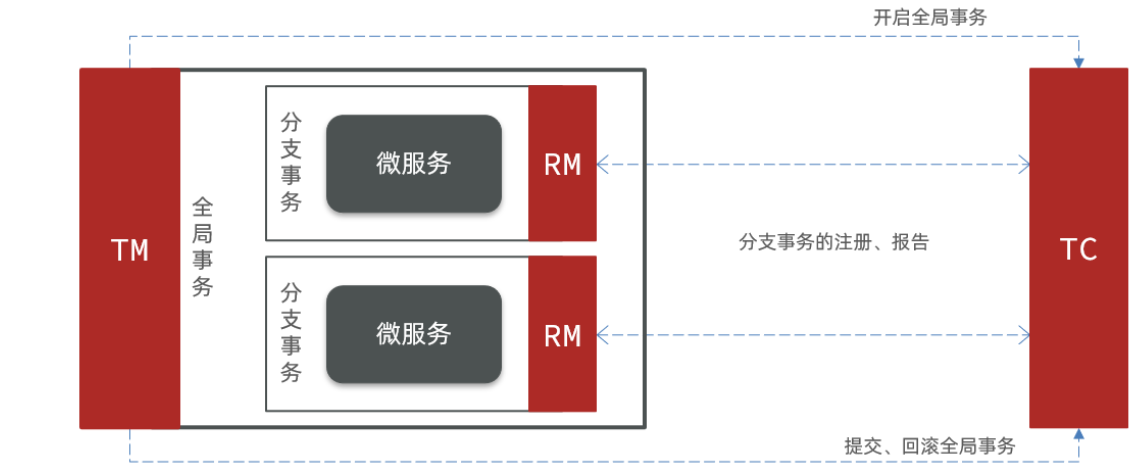 开启全局事务
TM
全局事务
分支事务
微服务
RM
分支事务
微服务
RM
分支事务的注册、报告
TC
提交、回滚全局事务